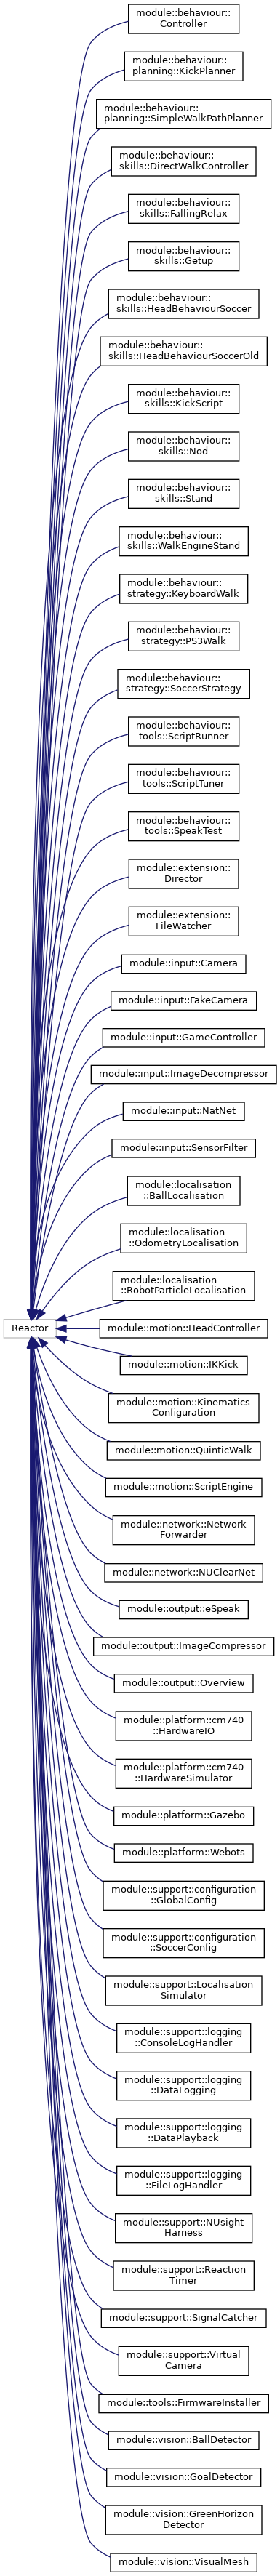 module::behaviour::
Controller
module::behaviour::
planning::KickPlanner
module::behaviour::
planning::SimpleWalkPathPlanner
module::behaviour::
skills::DirectWalkController
module::behaviour::
skills::FallingRelax
module::behaviour::
skills::Getup
module::behaviour::
skills::HeadBehaviourSoccer
module::behaviour::
skills::HeadBehaviourSoccerOld
module::behaviour::
skills::KickScript
module::behaviour::
skills::Nod
module::behaviour::
skills::Stand
module::behaviour::
skills::WalkEngineStand
module::behaviour::
strategy::KeyboardWalk
module::behaviour::
strategy::PS3Walk
module::behaviour::
strategy::SoccerStrategy
module::behaviour::
tools::ScriptRunner
module::behaviour::
tools::ScriptTuner
module::behaviour::
tools::SpeakTest
module::extension::
Director
module::extension::
FileWatcher
module::input::Camera
module::input::FakeCamera
module::input::GameController
module::input::ImageDecompressor
module::input::NatNet
module::input::SensorFilter
module::localisation
::BallLocalisation
module::localisation
::OdometryLocalisation
module::localisation
::RobotParticleLocalisation
Reactor
module::motion::HeadController
module::motion::IKKick
module::motion::Kinematics
Configuration
module::motion::QuinticWalk
module::motion::ScriptEngine
module::network::Network
Forwarder
module::network::NUClearNet
module::output::eSpeak
module::output::ImageCompressor
module::output::Overview
module::platform::cm740
::HardwareIO
module::platform::cm740
::HardwareSimulator
module::platform::Gazebo
module::platform::Webots
module::support::configuration
::GlobalConfig
module::support::configuration
::SoccerConfig
module::support::Localisation
Simulator
module::support::logging
::ConsoleLogHandler
module::support::logging
::DataLogging
module::support::logging
::DataPlayback
module::support::logging
::FileLogHandler
module::support::NUsight
Harness
module::support::Reaction
Timer
module::support::SignalCatcher
module::support::Virtual
Camera
module::tools::FirmwareInstaller
module::vision::BallDetector
module::vision::GoalDetector
module::vision::GreenHorizon
Detector
module::vision::VisualMesh